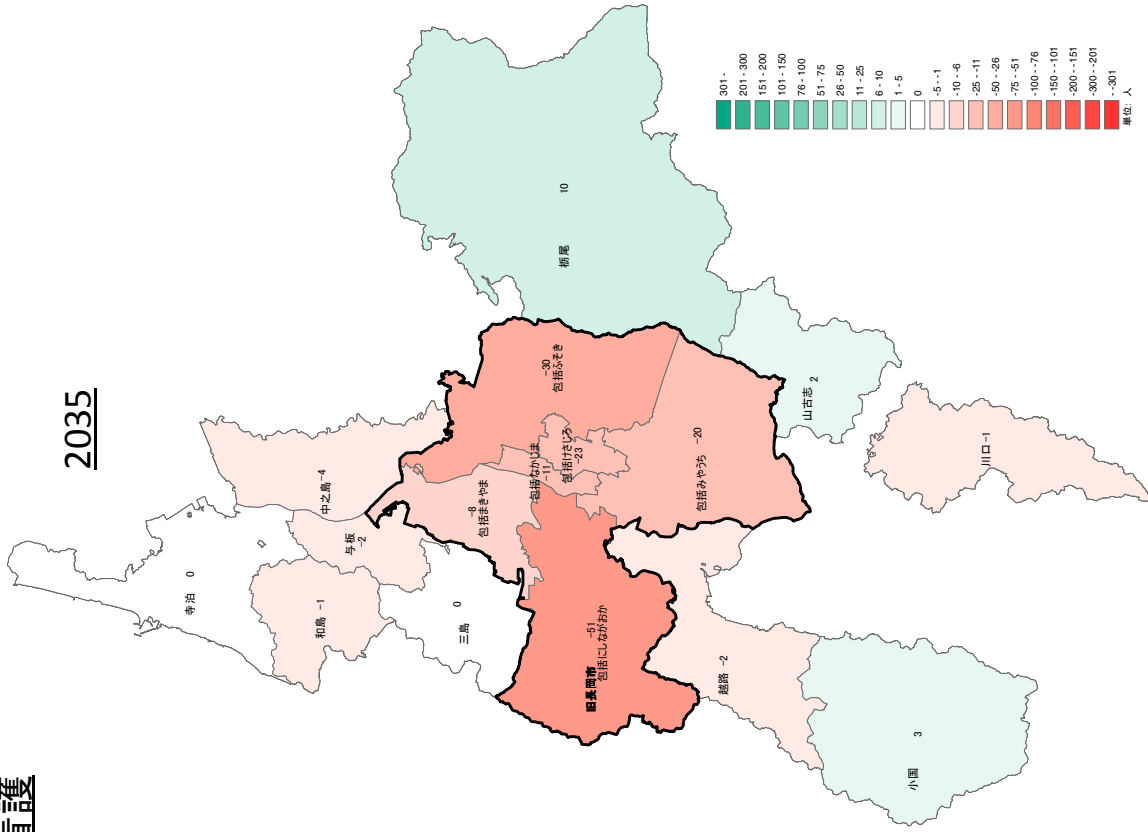 2035
護
寺泊 0
和島 -1
与板
-2
中之島 -4
三島 0
-8
包括まきやま
-30
包括ふそき
包括なかじま
-11
包括けさじろ
-23
-51
旧長岡市
包括にしながおか
包括みやうち -20
栃尾 10
山古志 2
川口 -1
越路 -2
小国 3
301 -
201 - 300
151 - 200
101 - 150
76 - 100
51 - 75
26 - 50
11 - 25
6 - 10
1 - 5
0
-5 - -1
-10 - -6
-25 - -11
-50 - -26
-75 - -51
-100 - -76
-150 - -101
-200 - -151
-300 - -201
- -301
単位: 人